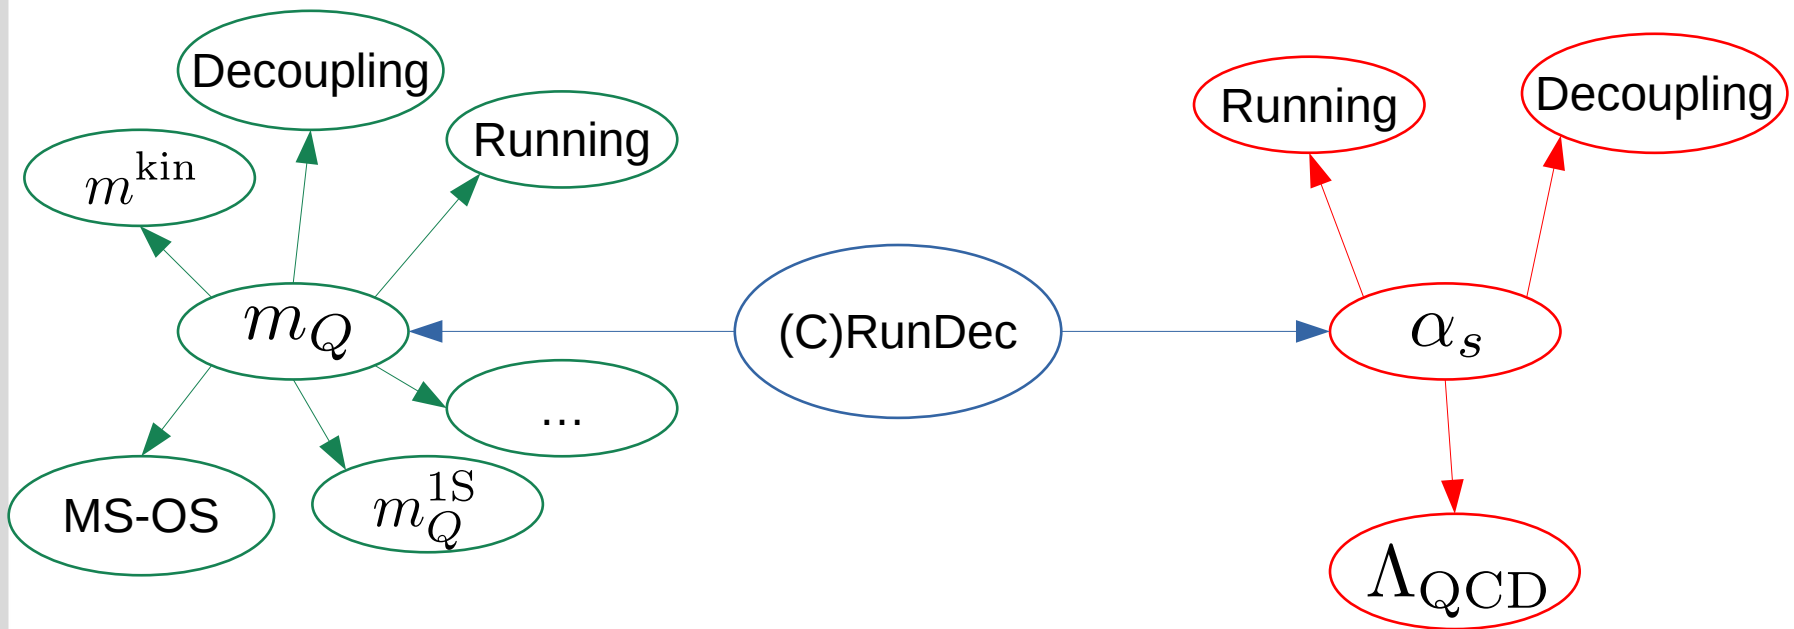 Decoupling
Running
m^kin
m_Q
...
MS-OS
m_Q^1S
(C)RunDec
Running
Decoupling
α_s
Λ_QCD